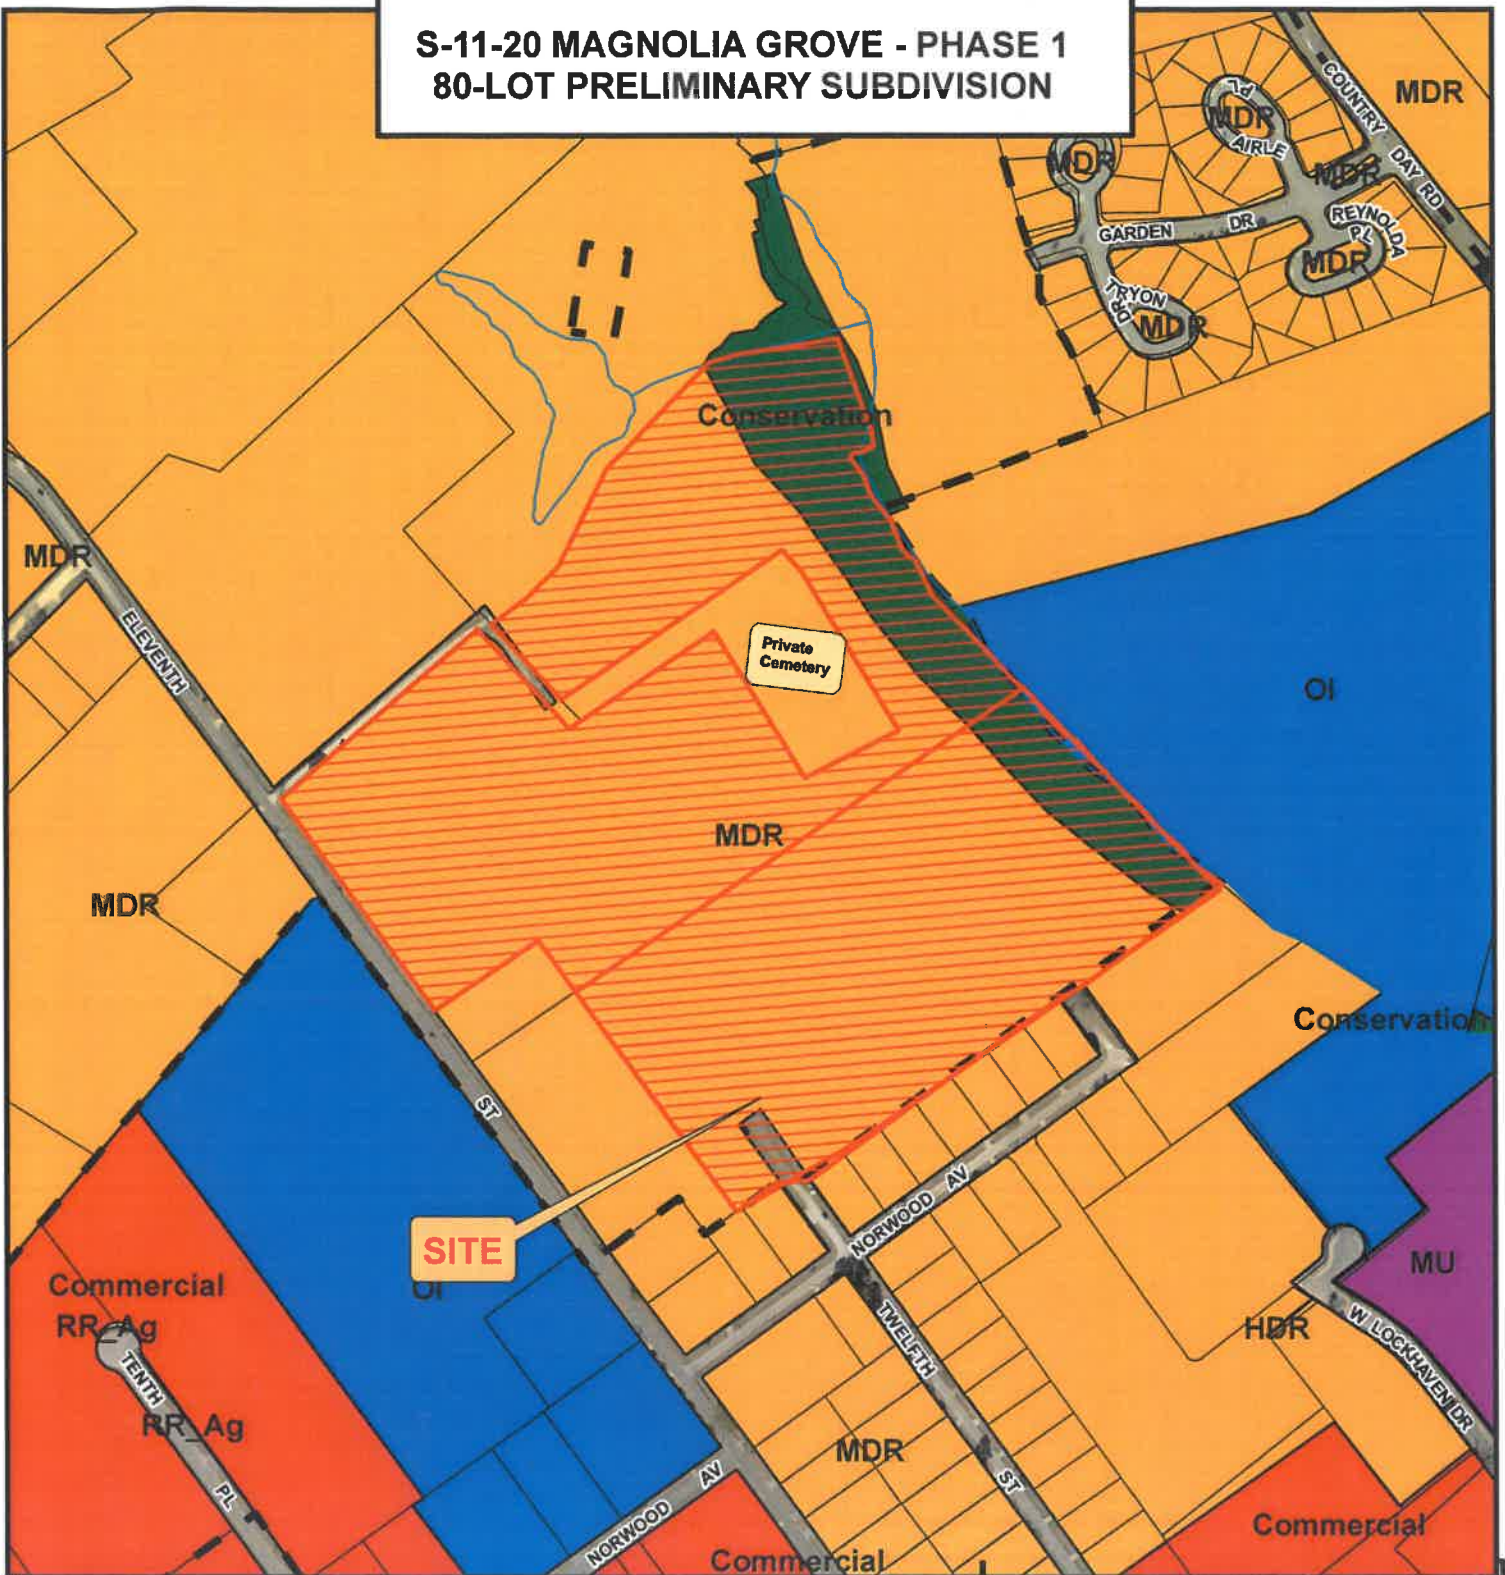 S-11-20 MAGNOLIA GROVE - PHASE 1
80-LOT PRELIMINARY SUBDIVISION
MDR
COUNTRY DAY RD
PL
MDR
AIRLE
MDR
MDR
REYNOLDA
PL
GARDEN DR
MDR
TRYON
DR
MDR
Conservation
MDR
ELEVENTH
Private
Cemetery
OI
MDR
MDR
Conservation
ST
NORWOOD AV
SITE
OI
MU
Commercial
RR_Ag
HDR
W LOCKHAVEN DR
TWELFTH
TENTH
RR_Ag
MDR
PL
ST
NORWOOD AV
Commercial
Commercial